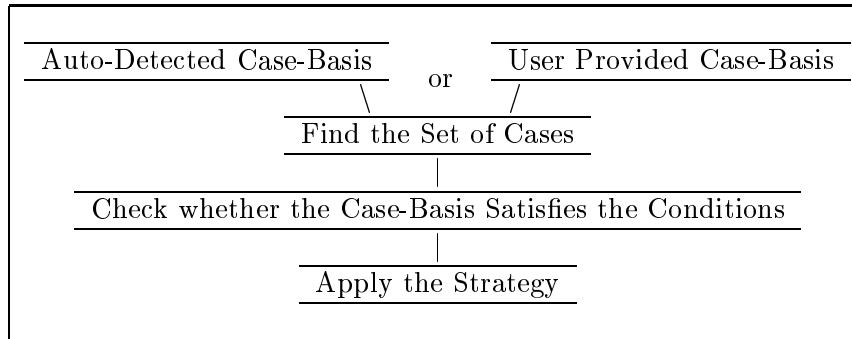 Auto-Detected Case-Basis or User Provided Case-Basis
Find the Set of Cases
Check whether the Case-Basis Satisfies the Conditions
Apply the Strategy